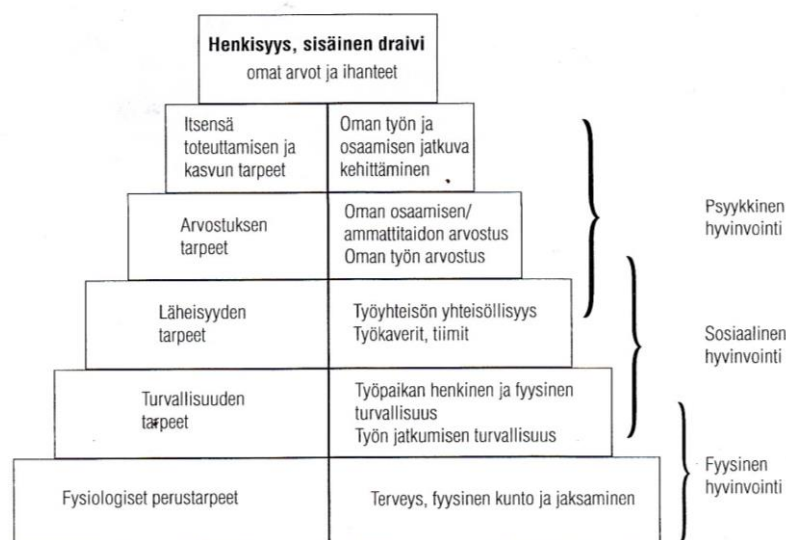 Henkisyys, sisäinen draivi
omat arvot ja ihanteet
Itsensä
toteuttamisen ja
kasvun tarpeet
Oman työn ja
osaamisen jatkuva
kehittäminen
Arvostuksen
tarpeet
Oman osaamisen/
ammattitaidon arvostus
Oman työn arvostus
Psyykkinen
hyvinvointi
Läheisyyden
tarpeet
Työyhteisön yhteisöllisyys
Työkaverit, tiimit
Sosiaalinen
hyvinvointi
Turvallisuuden
tarpeet
Työpaikan henkinen ja fyysinen
turvallisuus
Työn jatkumisen turvallisuus
Fysiologiset perustarpeet
Terveys, fyysinen kunto ja jaksaminen
Fyysinen
hyvinvointi